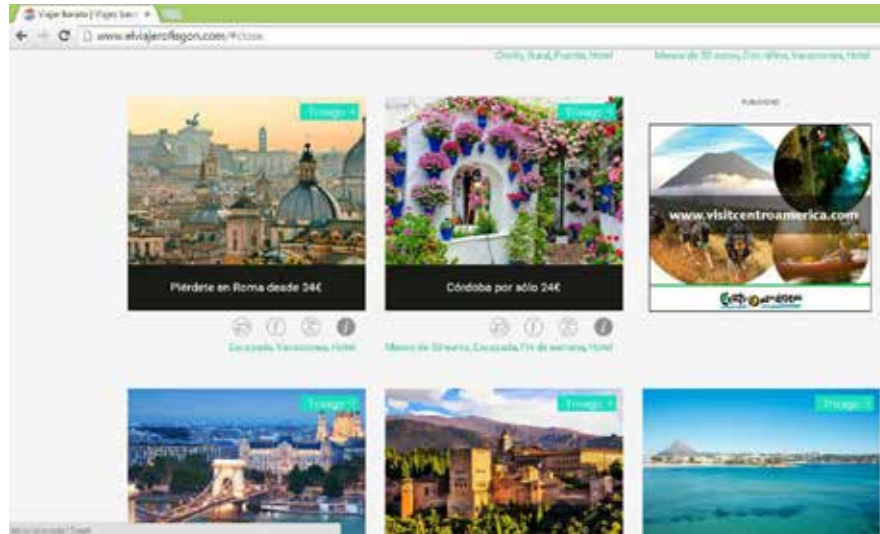 Viajar barato | Viajes bara
www.elviajerofisgon.com/#close
Chollo, Rural, Puente, Hotel
Menos de 50 euros, Con niños, Vacaciones, Hotel
Trivago
Trivago
Publicidad
www.visitcentroamerica.com
Piérdete en Roma desde 34€
Córdoba por sólo 24€
Escapada, Vacaciones, Hotel
Menos de 50 euros, Escapada, Fin de semana, Hotel
Trivago
Trivago
Trivago